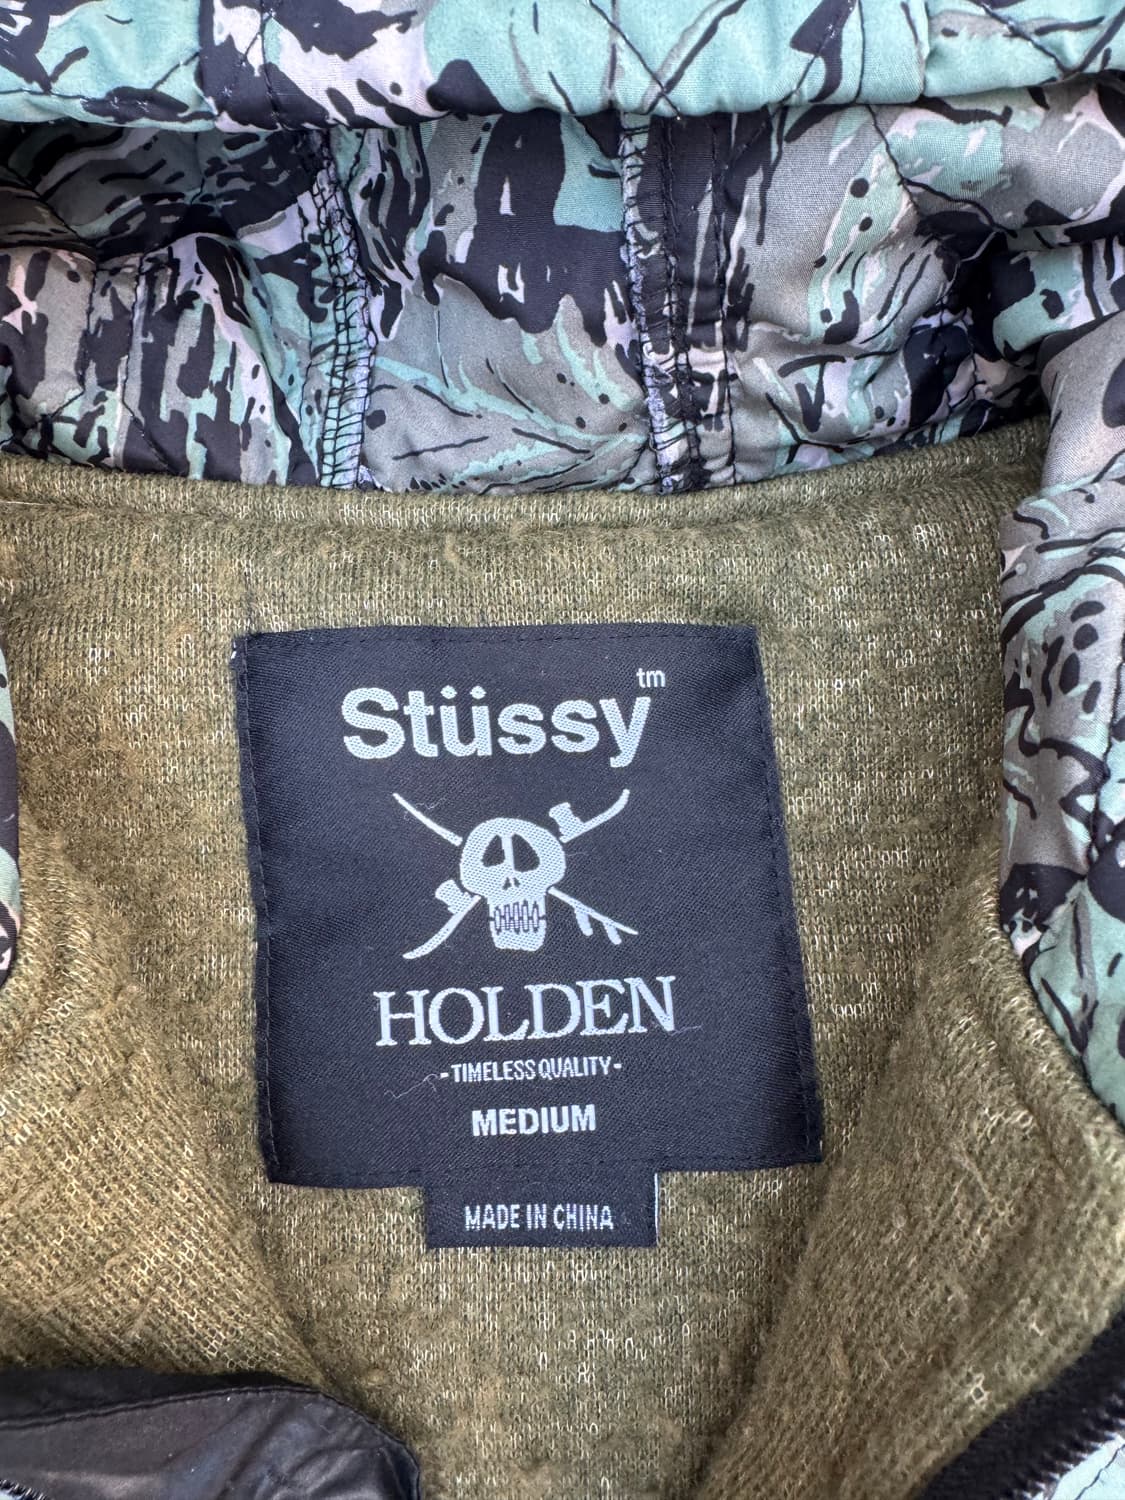 Stüssy tm
HOLDEN
-TIMELESS QUALITY-
MEDIUM
MADE IN CHINA